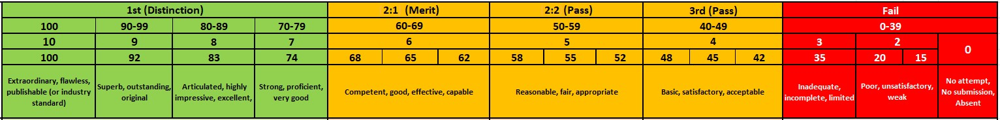 1st (Distinction) 2:1 (Merit) 2:2 (Pass) 3rd (Pass) Fail
100 90-99 80-89 70-79 60-69 50-59 40-49 0-39
10 9 8 7 6 5 4 3 2 0
100 92 83 74 68 65 62 58 55 52 48 45 42 35 20 15
Extraordinary, flawless,
publishable (or industry
standard)
Superb, outstanding,
original
Articulated, highly
impressive, excellent,
Strong, proficient,
very good
Competent, good, effective, capable
Reasonable, fair, appropriate
Basic, satisfactory, acceptable
Inadequate,
incomplete, limited
Poor, unsatisfactory,
weak
No attempt,
No submission,
Absent